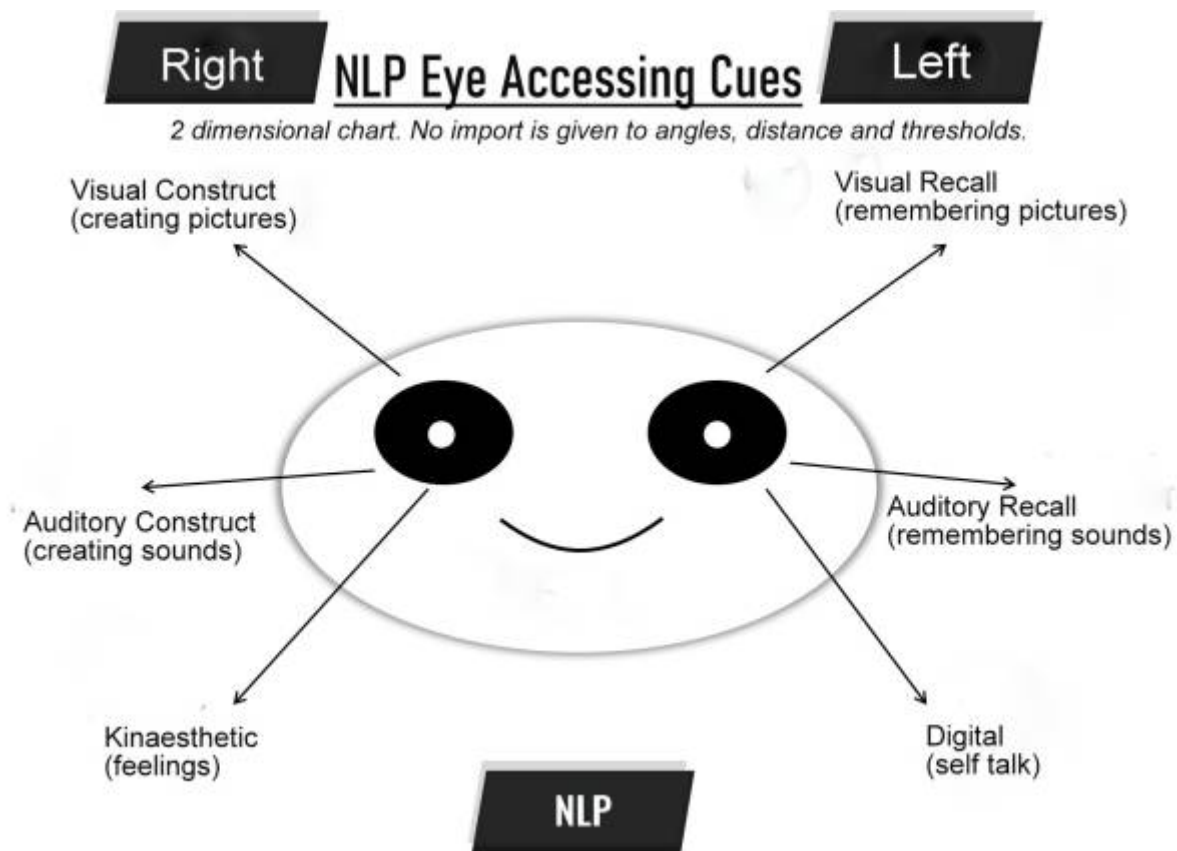 Right
NLP Eye Accessing Cues
Left
2 dimensional chart. No import is given to angles, distance and thresholds.
Visual Construct
(creating pictures)
Visual Recall
(remembering pictures)
Auditory Construct
(creating sounds)
Auditory Recall
(remembering sounds)
Kinaesthetic
(feelings)
Digital
(self talk)
NLP